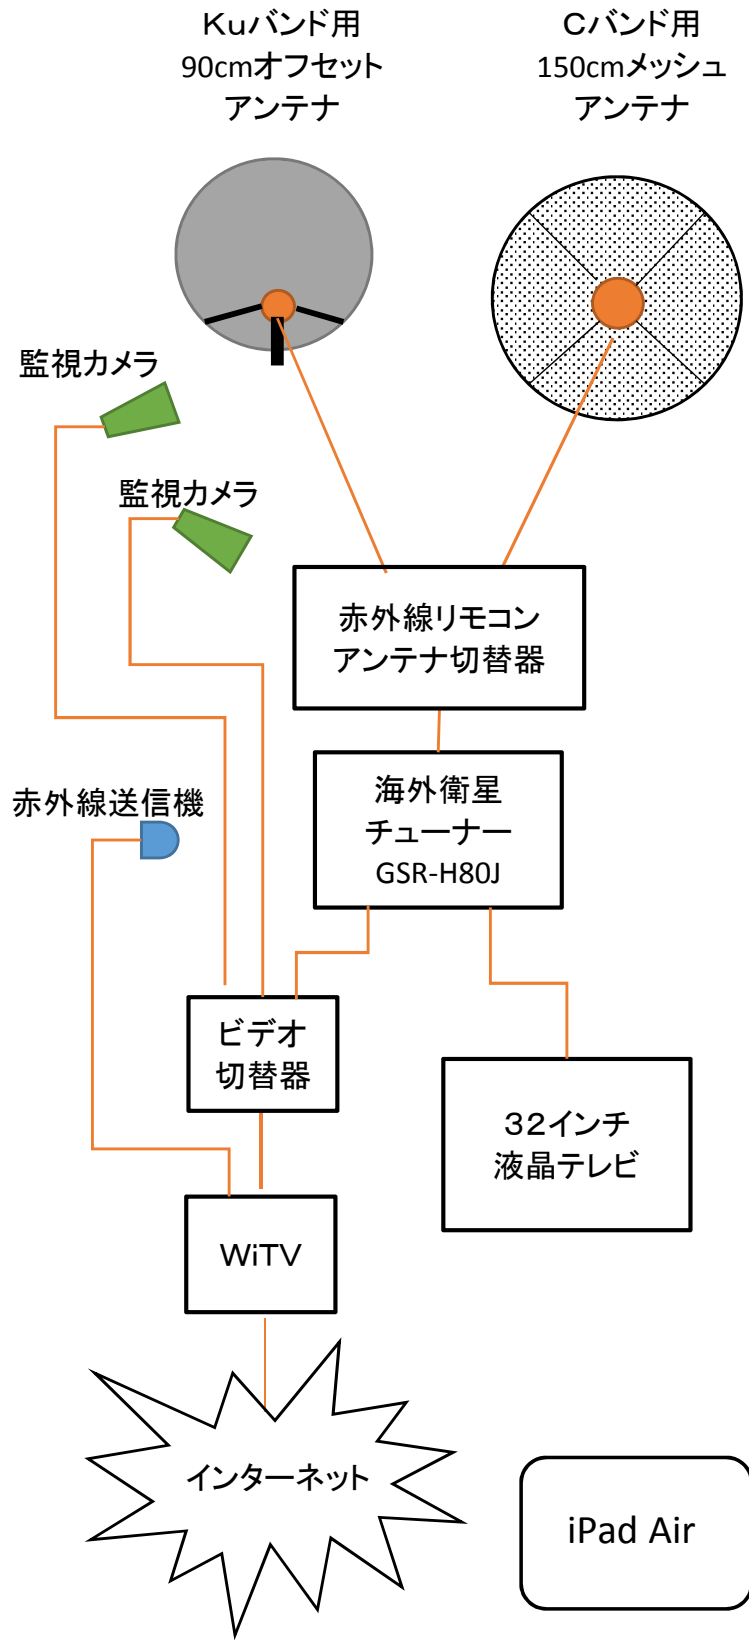 Kuバンド用
90cmオフセット
アンテナ
Cバンド用
150cmメッシュ
アンテナ
監視カメラ
監視カメラ
赤外線リモコン
アンテナ切替器
海外衛星
チューナー
GSR-H80J
赤外線送信機
ビデオ
切替器
32インチ
液晶テレビ
WiTV
インターネット
iPad Air